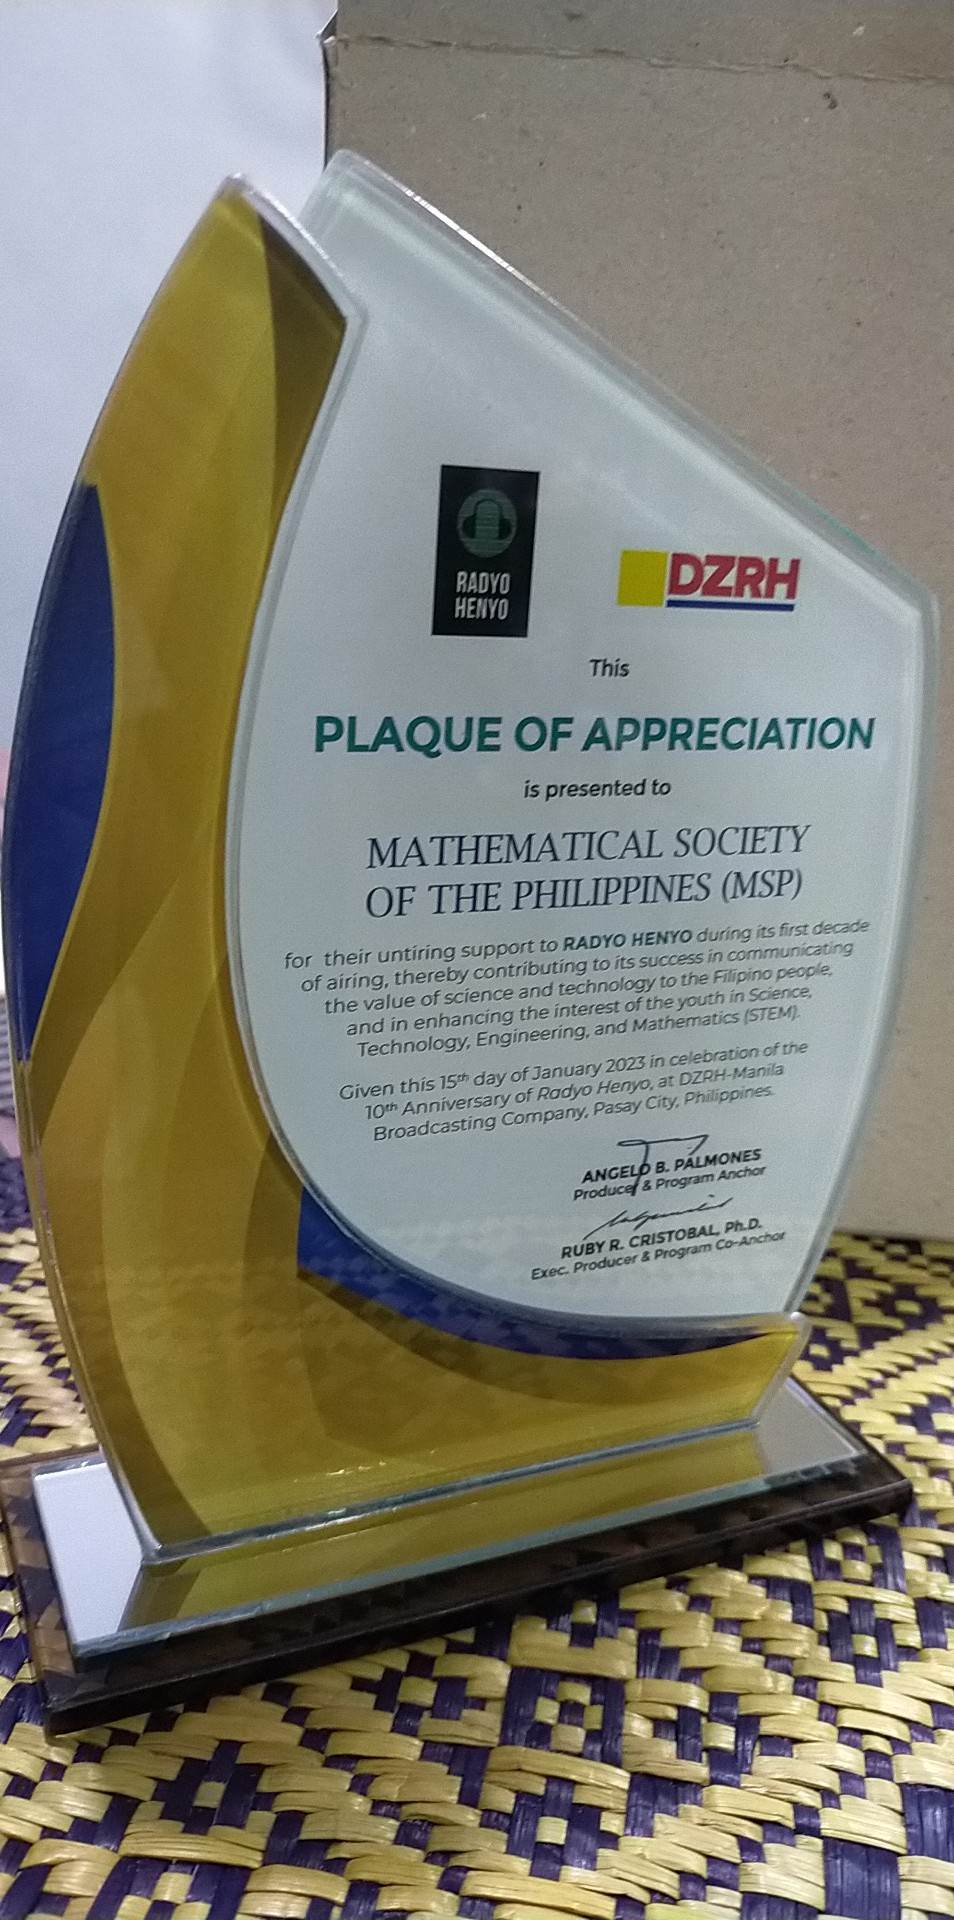 RADYO
HENYO
DZRH
This
PLAQUE OF APPRECIATION
is presented to
MATHEMATICAL SOCIETY
OF THE PHILIPPINES (MSP)
for their untiring support to RADYO HENYO during its first decade
of airing, thereby contributing to its success in communicating
the value of science and technology to the Filipino people,
and in enhancing the interest of the youth in Science,
Technology, Engineering, and Mathematics (STEM).
Given this 15th day of January 2023 in celebration of the
10th Anniversary of Radyo Henyo, at DZRH-Manila
Broadcasting Company, Pasay City, Philippines.
ANGELO B. PALMONES
Producer & Program Anchor
RUBY R. CRISTOBAL, Ph.D.
Exec. Producer & Program Co-Anchor